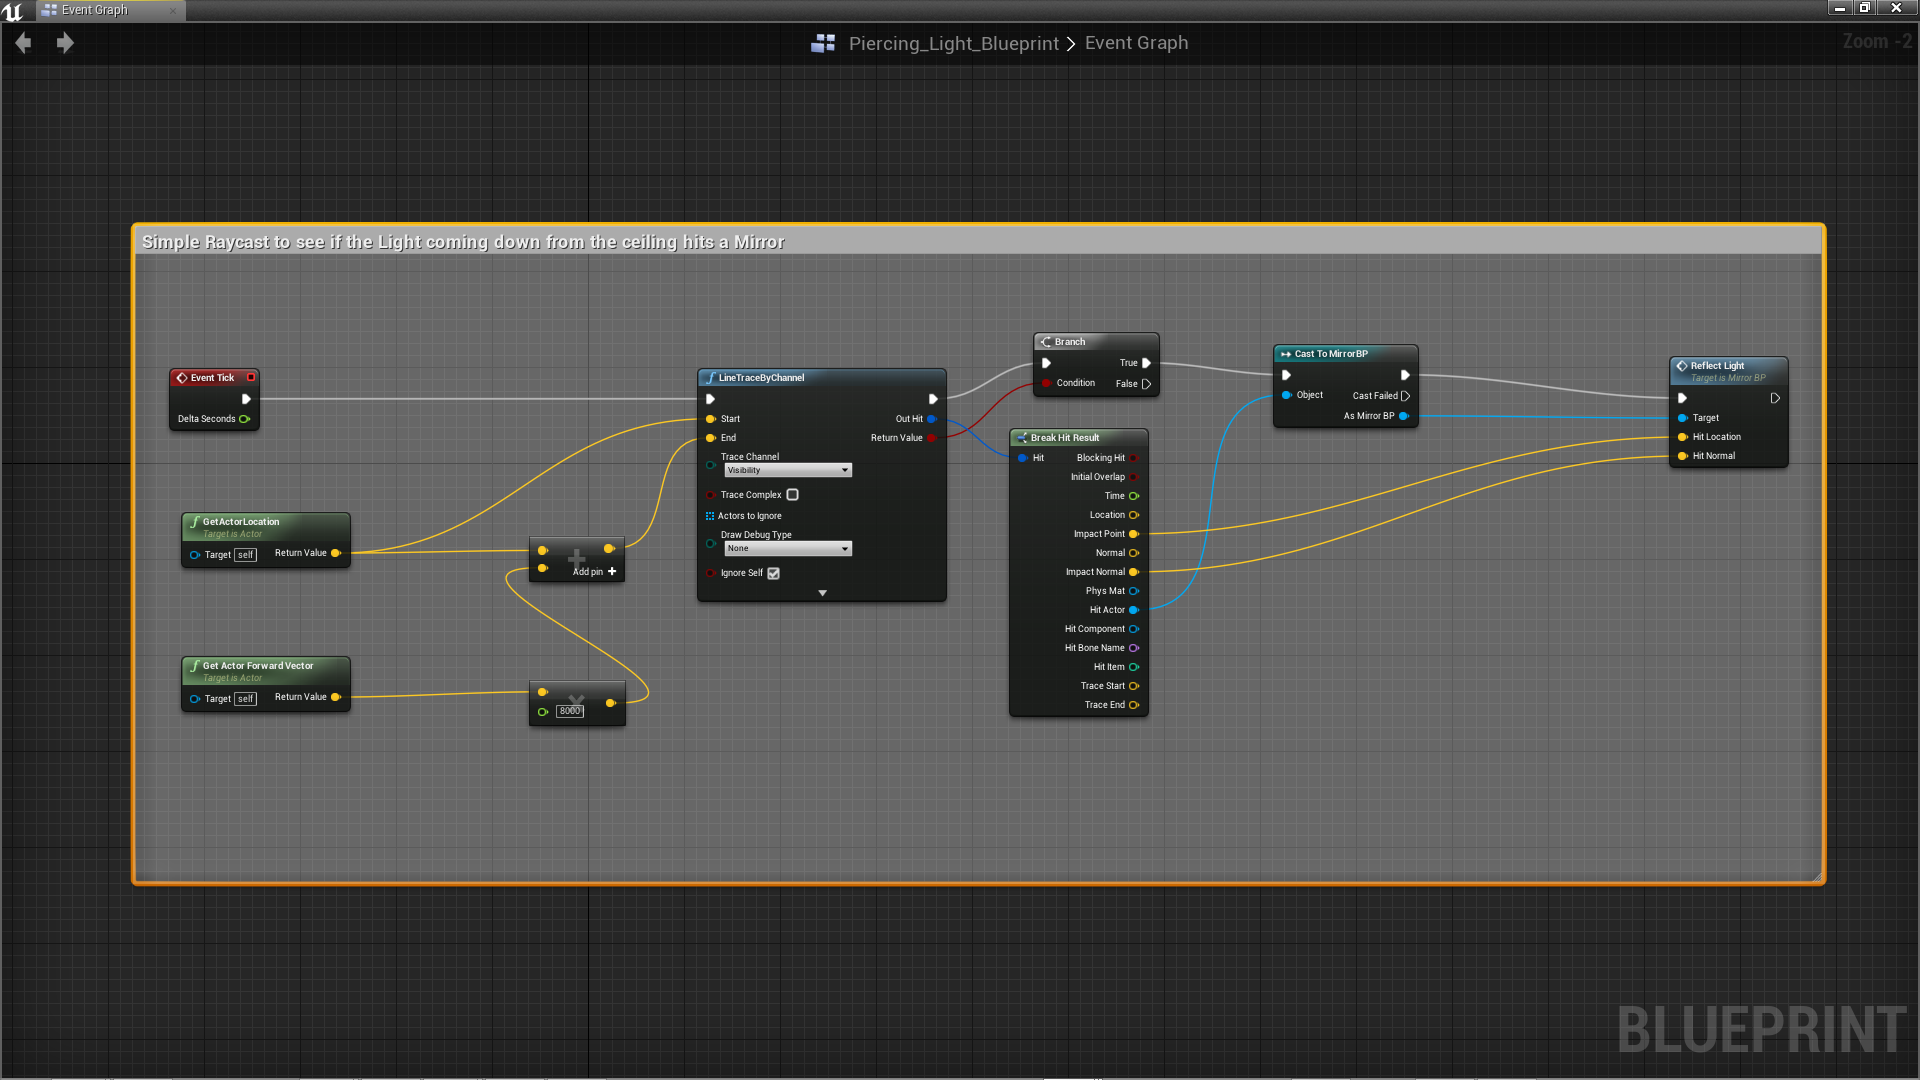 Event Graph
Piercing_Light_Blueprint > Event Graph
Zoom -2
Simple Raycast to see if the Light coming down from the ceiling hits a Mirror
Event Tick
Delta Seconds
GetActorLocation
Target is Actor
Target self Return Value
Get Actor Forward Vector
Target is Actor
Target self Return Value
Add pin +
8000
LineTraceByChannel
Start Out Hit
End Return Value
Trace Channel
Visibility
Trace Complex
Actors to Ignore
Draw Debug Type
None
Ignore Self
Branch
True
Condition False
Break Hit Result
Hit Blocking Hit
Initial Overlap
Time
Location
Impact Point
Normal
Impact Normal
Phys Mat
Hit Actor
Hit Component
Hit Bone Name
Hit Item
Trace Start
Trace End
Cast To MirrorBP
Object Cast Failed
As Mirror BP
Reflect Light
Target is Mirror BP
Target
Hit Location
Hit Normal
BLUEPRINT